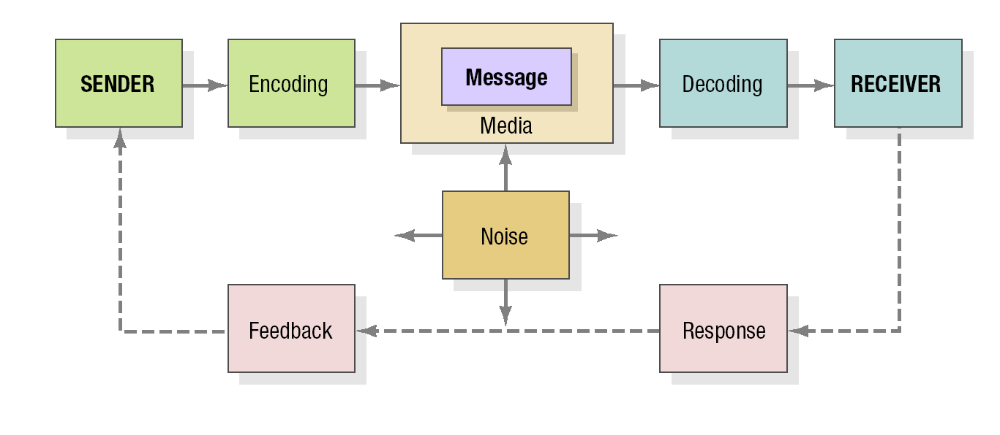 SENDER
Encoding
Message
Media
Decoding
RECEIVER
Noise
Feedback
Response